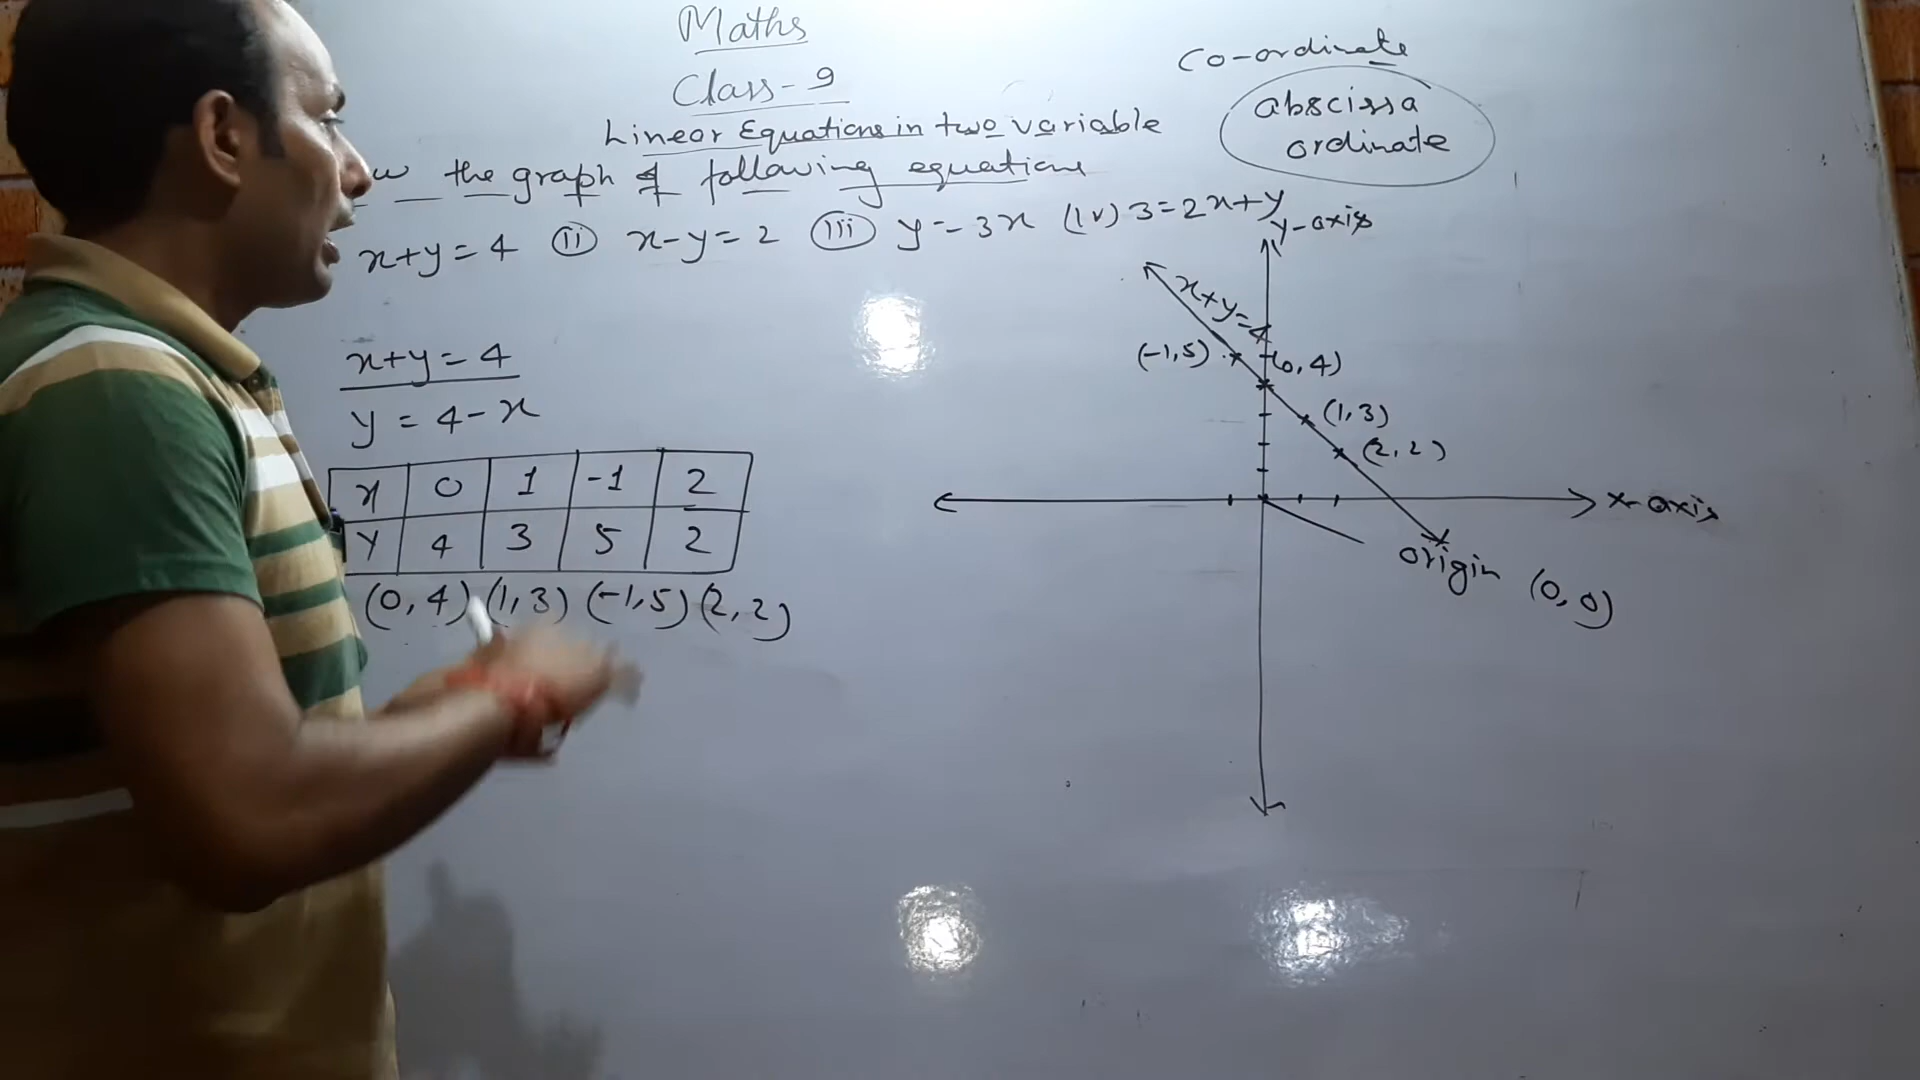 Maths
Class-9
Co-ordinate
abscissa
ordinate
Linear Equations in two variable
the graph of following equations
x+y=4 (ii) x-y=2 (iii) y=3x (iv) 3=2x+y
y-axis
x+y=4
(-1,5) (0,4)
(1,3)
(2,2)
x-axis
origin (0,0)
x+y=4
y=4-x
x 0 1 -1 2
y 4 3 5 2
(0,4) (1,3) (-1,5) (2,2)